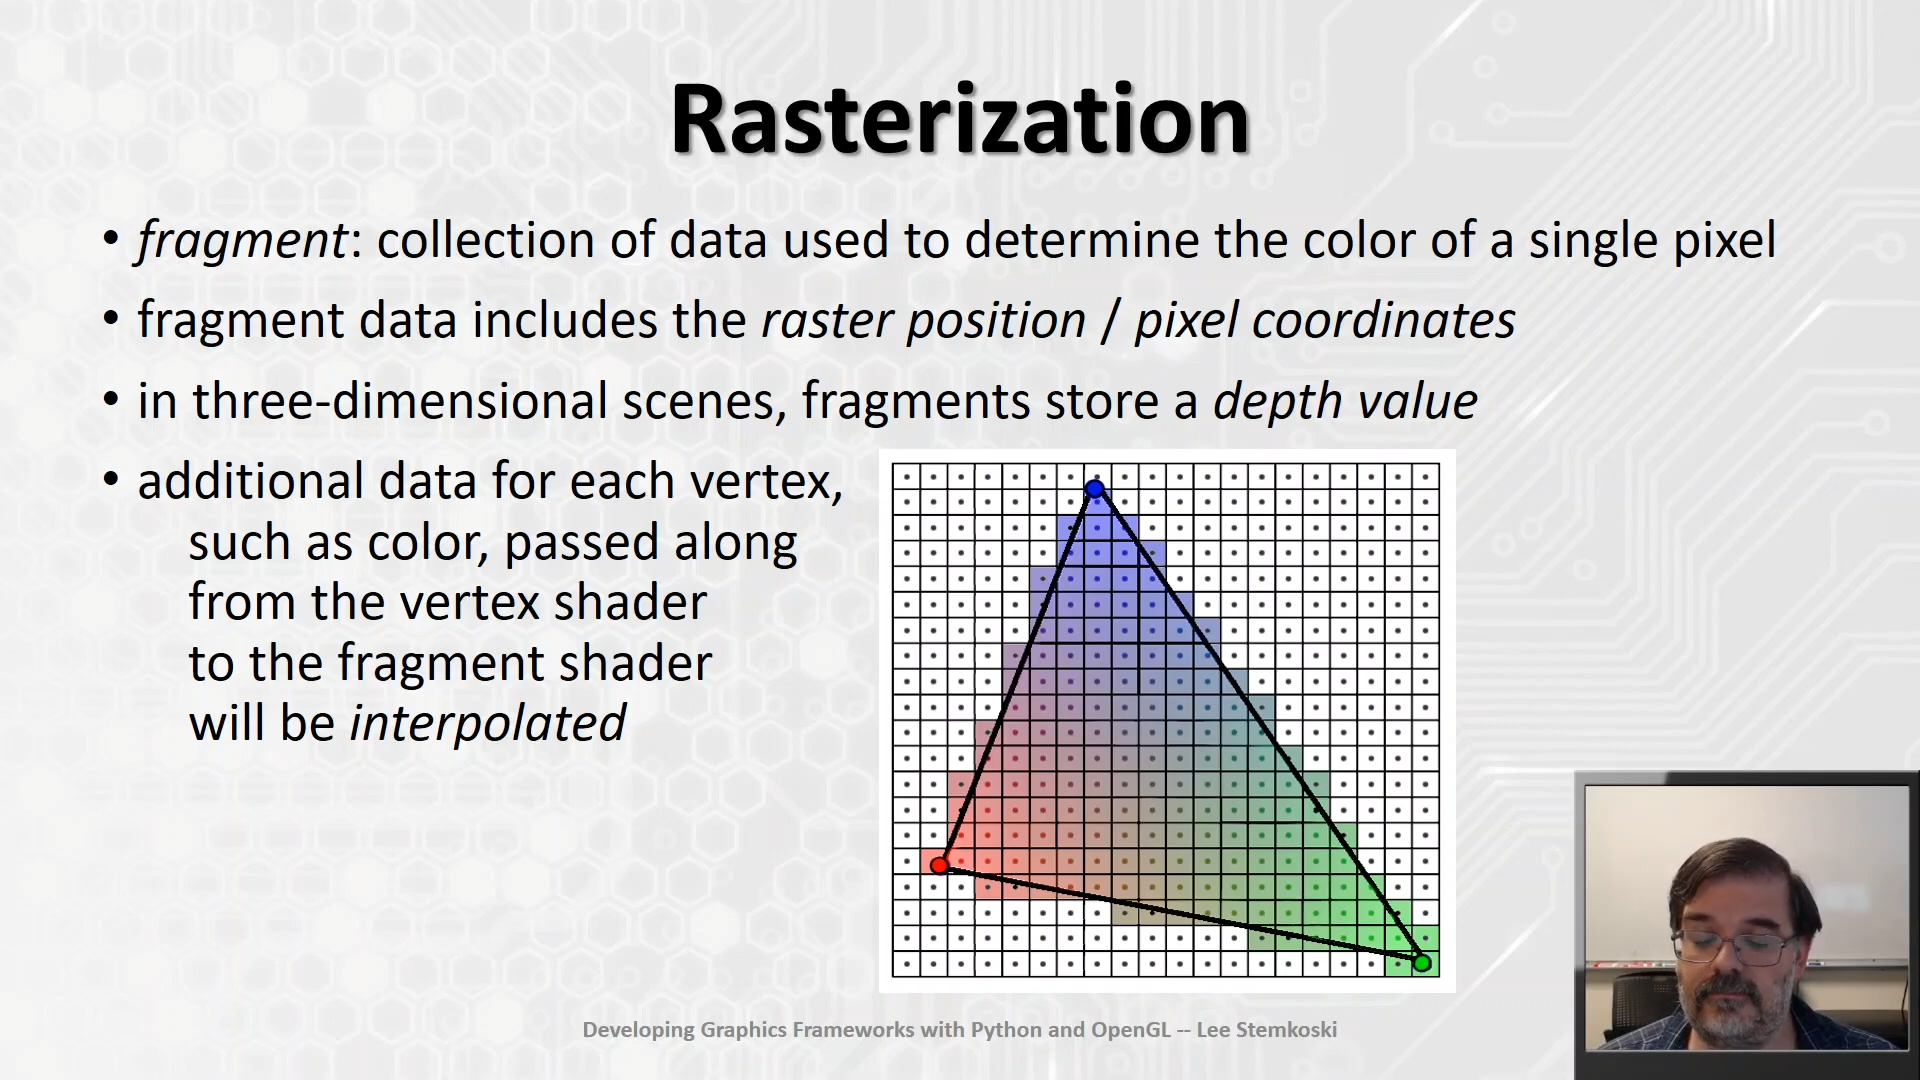 Rasterization
• fragment: collection of data used to determine the color of a single pixel
• fragment data includes the raster position / pixel coordinates
• in three-dimensional scenes, fragments store a depth value
• additional data for each vertex,
such as color, passed along
from the vertex shader
to the fragment shader
will be interpolated
Developing Graphics Frameworks with Python and OpenGL -- Lee Stemkoski